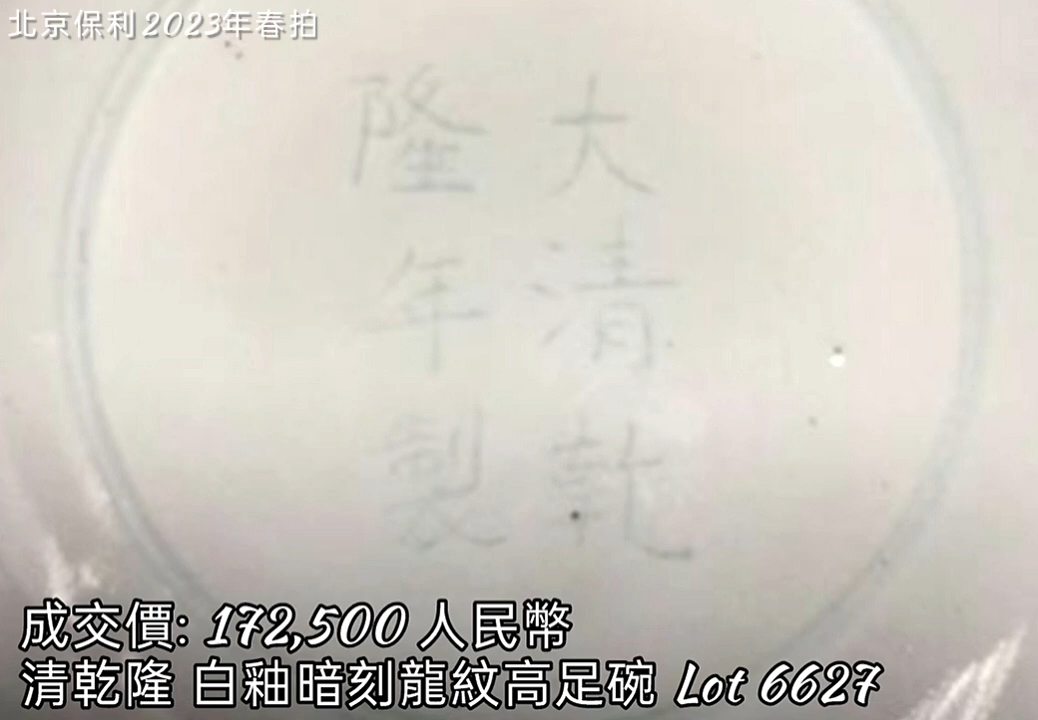 北京保利2023年春拍
大清乾
隆年製
成交價: 172,500 人民幣
清乾隆 白釉暗刻龍紋高足碗 Lot 6627